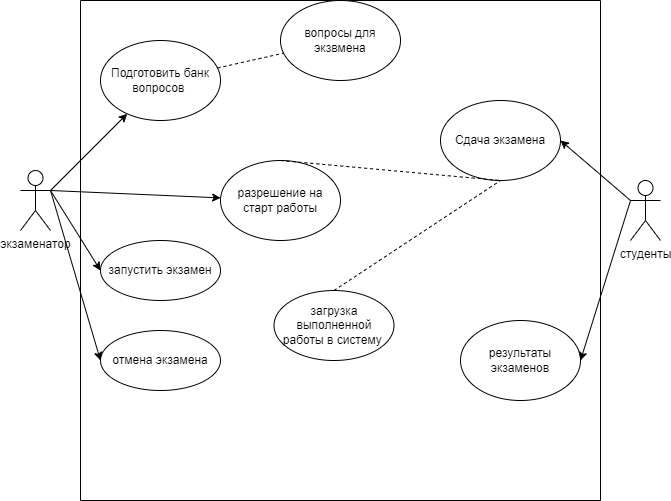 вопросы для
экзвмена
Подготовить банк
вопросов
Сдача экзамена
разрешение на
старт работы
экзаменатор
студенты
запустить экзамен
загрузка
выполненной
работы в систему
отмена экзамена
результаты
экзаменов